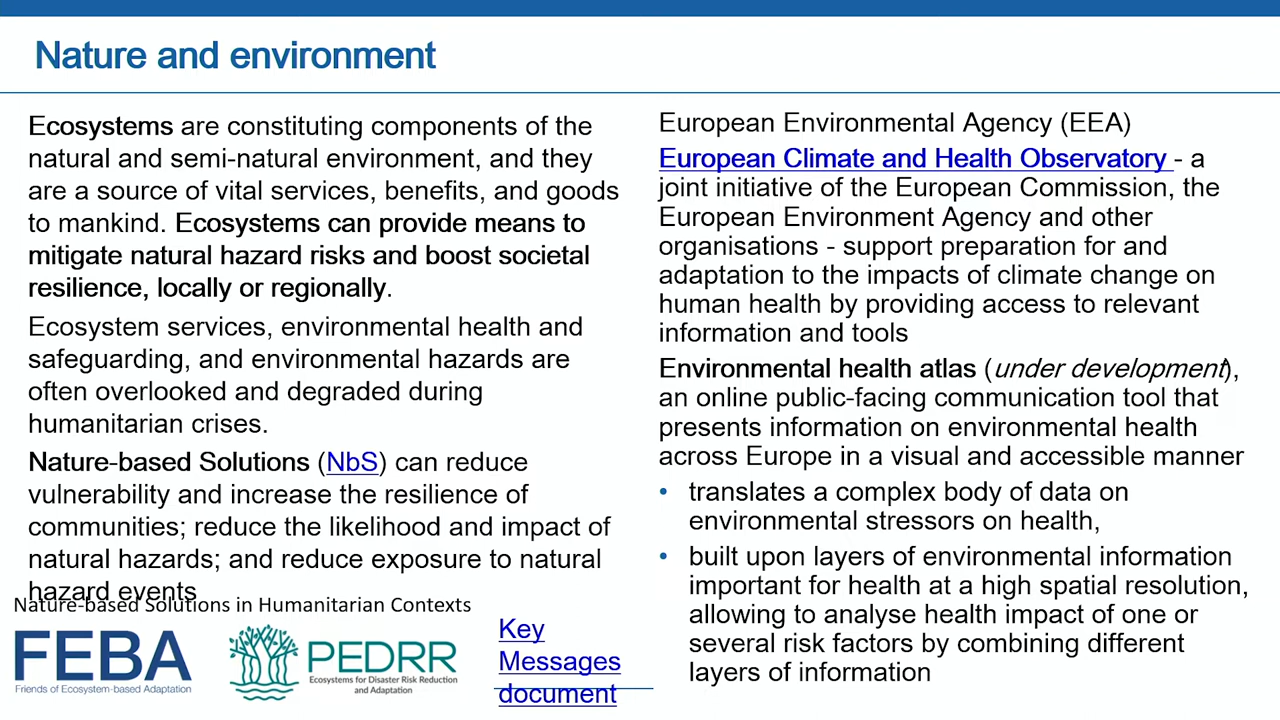 Nature and environment
Ecosystems are constituting components of the
natural and semi-natural environment, and they
are a source of vital services, benefits, and goods
to mankind. Ecosystems can provide means to
mitigate natural hazard risks and boost societal
resilience, locally or regionally.
Ecosystem services, environmental health and
safeguarding, and environmental hazards are
often overlooked and degraded during
humanitarian crises.
Nature-based Solutions (NbS) can reduce
vulnerability and increase the resilience of
communities; reduce the likelihood and impact of
natural hazards; and reduce exposure to natural
hazard events
Nature-based Solutions in Humanitarian Contexts
FEBA
Friends of Ecosystem-based Adaptation
PEDRR
Ecosystems for Disaster Risk Reduction
and Adaptation
Key
Messages
document
European Environmental Agency (EEA)
European Climate and Health Observatory - a
joint initiative of the European Commission, the
European Environment Agency and other
organisations - support preparation for and
adaptation to the impacts of climate change on
human health by providing access to relevant
information and tools
Environmental health atlas (under development),
an online public-facing communication tool that
presents information on environmental health
across Europe in a visual and accessible manner
• translates a complex body of data on
environmental stressors on health,
• built upon layers of environmental information
important for health at a high spatial resolution,
allowing to analyse health impact of one or
several risk factors by combining different
layers of information